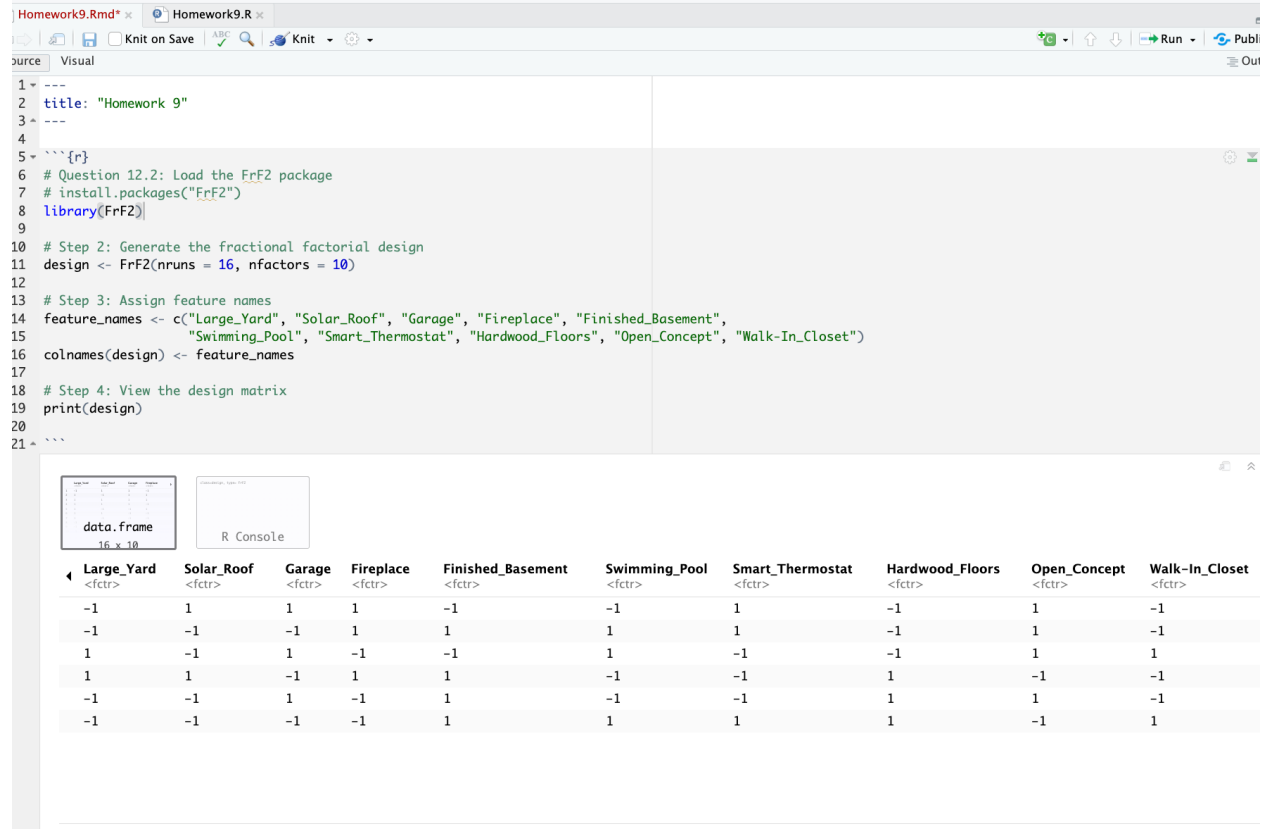 Homework9.Rmd* × Homework9.R ×
Knit on Save ABC Knit Run Publi
ource Visual Out
1 ---
2 title: "Homework 9"
3 ---
4
5 ```{r}
6 # Question 12.2: Load the FrF2 package
7 # install.packages("FrF2")
8 library(FrF2)
9
10 # Step 2: Generate the fractional factorial design
11 design <- FrF2(nruns = 16, nfactors = 10)
12
13 # Step 3: Assign feature names
14 feature_names <- c("Large_Yard", "Solar_Roof", "Garage", "Fireplace", "Finished_Basement",
15 "Swimming_Pool", "Smart_Thermostat", "Hardwood_Floors", "Open_Concept", "Walk-In_Closet")
16 colnames(design) <- feature_names
17
18 # Step 4: View the design matrix
19 print(design)
20
21 ```
data.frame
16 x 10
R Console
Large_Yard Solar_Roof Garage Fireplace Finished_Basement Swimming_Pool Smart_Thermostat Hardwood_Floors Open_Concept Walk-In_Closet
<fctr> <fctr> <fctr> <fctr> <fctr> <fctr> <fctr> <fctr> <fctr> <fctr>
-1 1 1 1 -1 -1 1 -1 1 -1
-1 -1 -1 1 1 1 1 -1 1 -1
1 -1 1 -1 -1 1 -1 -1 1 1
1 1 -1 1 1 -1 -1 1 -1 -1
-1 -1 1 -1 1 -1 -1 1 1 -1
-1 -1 -1 -1 1 1 1 1 -1 1